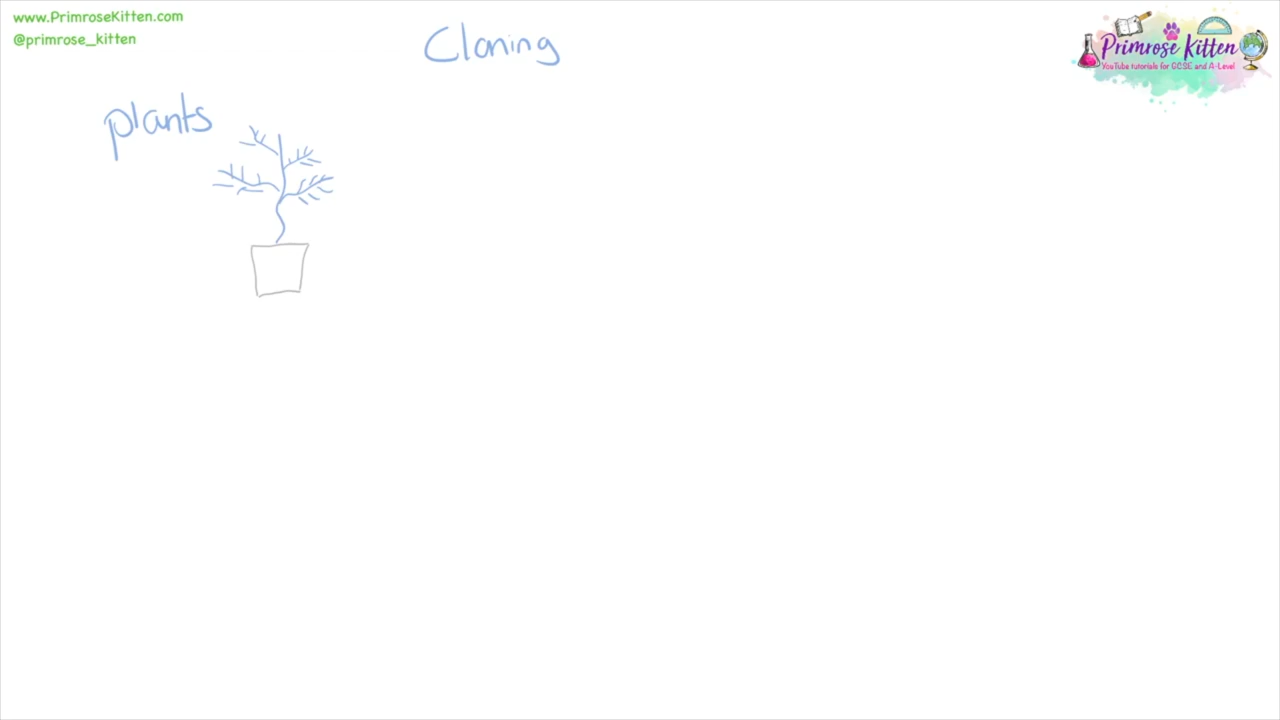 www.PrimroseKitten.com
@primrose_kitten
Cloning
Primrose Kitten
YouTube tutorials for GCSE and A-Level
plants